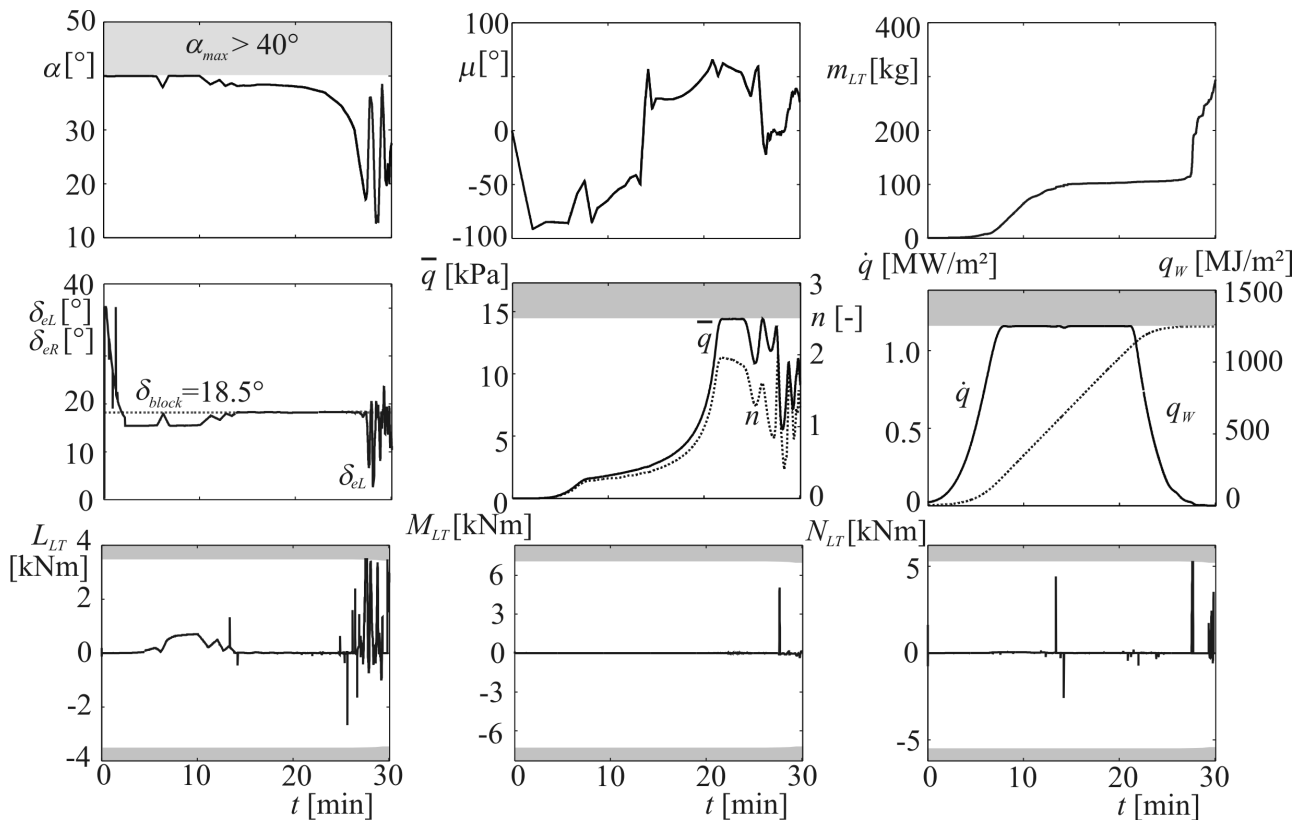 50
α_max > 40°
α[°]
40
30
20
10
100
μ[°]
50
0
-50
-100
400
m_LT [kg]
300
200
100
0
40
δ_eL [°]
δ_eR [°]
30
δ_block=18.5°
20
10
δ_eL
0
q̅ [kPa]
15
10
5
0
q̅
n
3
n [-]
2
1
0
q̇ [MW/m²]
q_W [MJ/m²]
1.0
0.5
0
q̇
q_W
1500
1000
500
0
L_LT
[kNm]
4
2
0
-2
-4
0
10
20
30
t [min]
M_LT [kNm]
6
3
0
-3
-6
0
10
20
30
t [min]
N_LT [kNm]
5
0
-5
0
10
20
30
t [min]